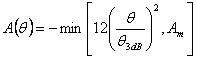 A(θ) = −min [ 12 ( θ / θ3dB )², Am ]